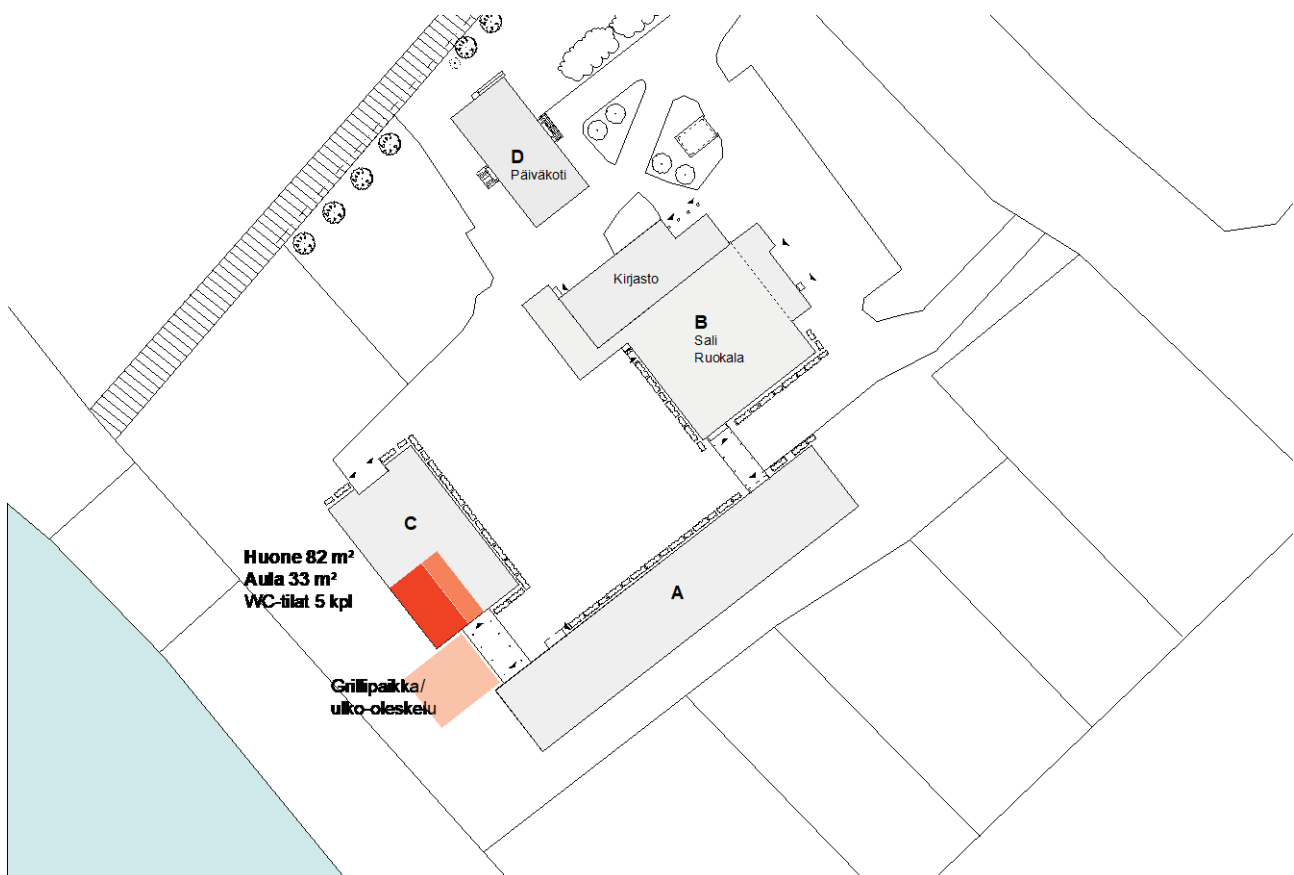 D
Päiväkoti
Kirjasto
B
Sali
Ruokala
C
Huone 82 m²
Aula 33 m²
WC-tilat 5 kpl
A
Grillipaikka/
ulko-oleskelu